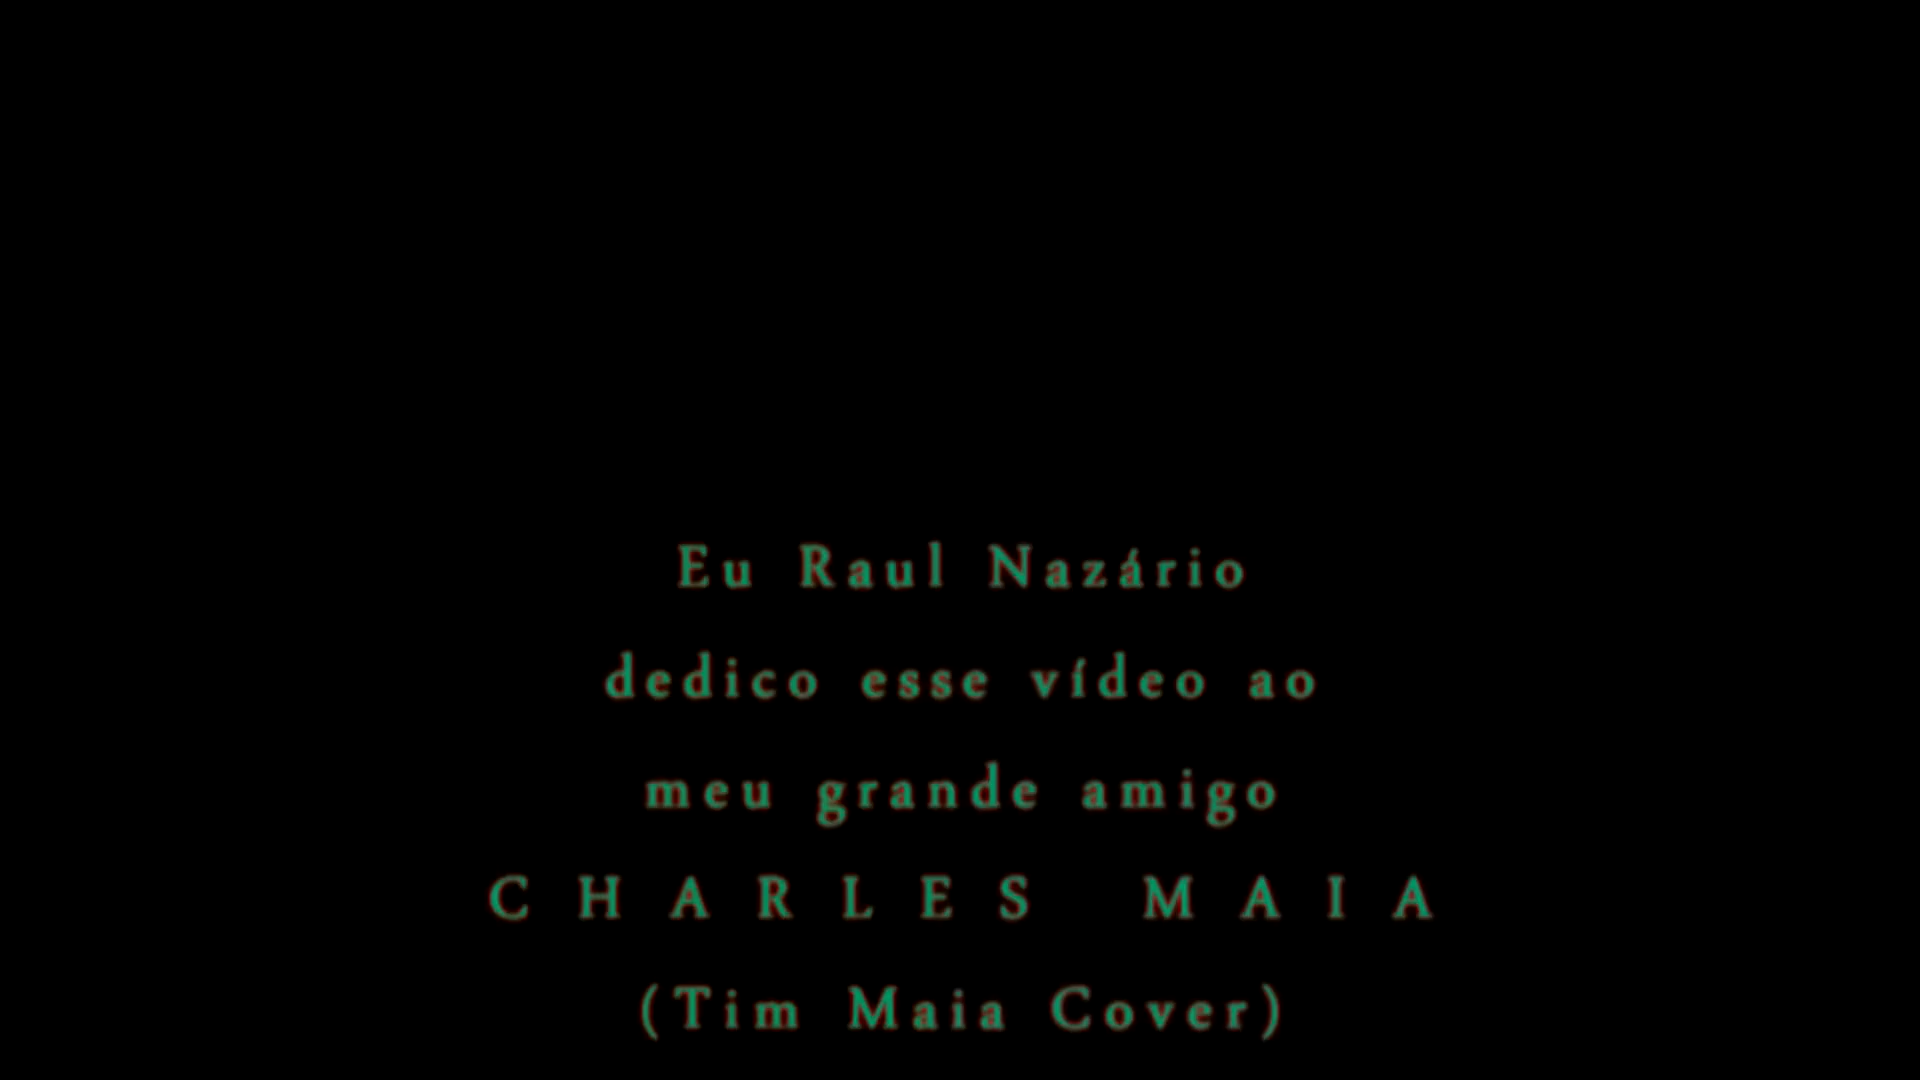 Eu Raul Nazário
dedico esse vídeo ao
meu grande amigo
CHARLES MAIA
(Tim Maia Cover)